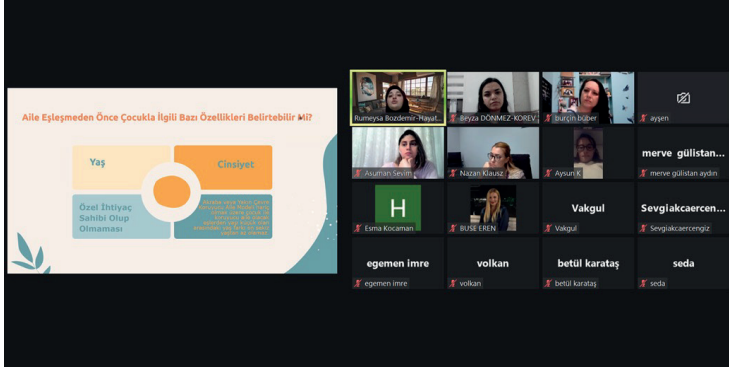 Aile Eşleşmeden Önce Çocukla İlgili Bazı Özellikleri Belirtebilir Mi?
Yaş
Cinsiyet
Özel İhtiyaç
Sahibi Olup
Olmaması
Rumeysa Bozdemir-Hayat...
Beyza DÖNMEZ-KOREV
burçin büber
ayşen
Asuman Sevim
Nazan Klausz
Aysun K
merve gülistan...
merve gülistan aydın
H
Esma Kocaman
BUSE EREN
Vakgul
Vakgul
Sevgiakcaercen...
Sevgiakcaercengiz
egemen imre
egemen imre
volkan
volkan
betül karataş
betül karataş
seda
seda